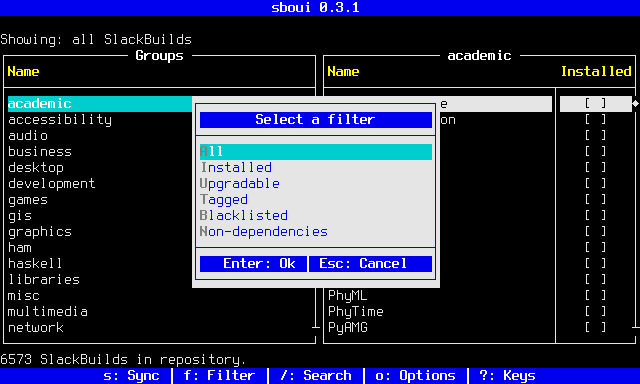 sboui 0.3.1
Showing: all SlackBuilds
Groups
academic
Name
Name Installed
academic e [ ]
accessibility on [ ]
audio [ ]
business [ ]
desktop [ ]
development [ ]
games [ ]
gis [ ]
graphics [ ]
ham [ ]
haskell [ ]
libraries [ ]
misc PhyML [ ]
multimedia PhyTime [ ]
network PyAMG [ ]
Select a filter
All
Installed
Upgradable
Tagged
Blacklisted
Non-dependencies
Enter: Ok Esc: Cancel
6573 SlackBuilds in repository.
s: Sync f: Filter /: Search o: Options ?: Keys